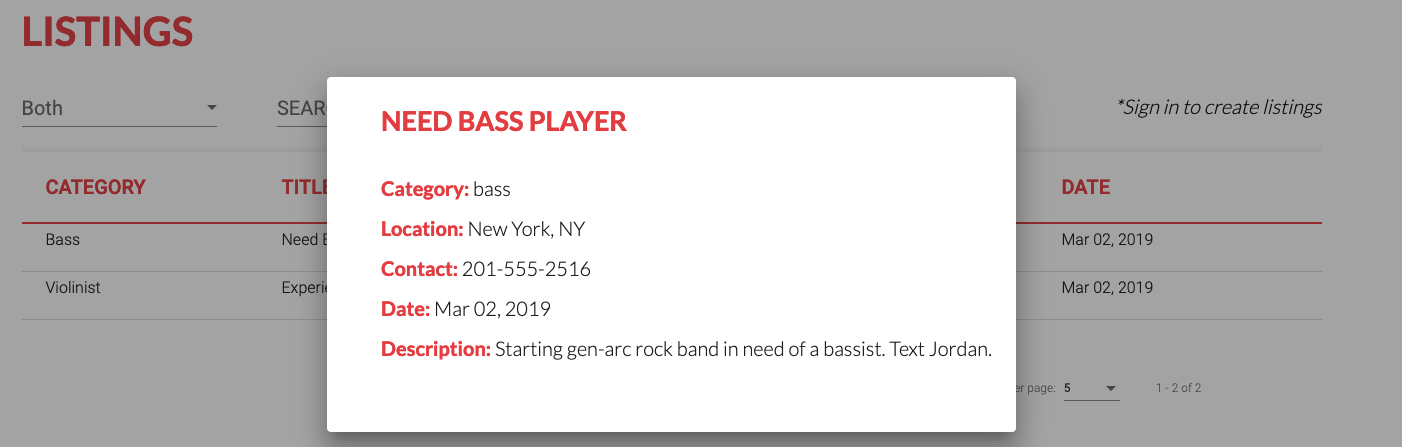 LISTINGS
Both
SEAR
*Sign in to create listings
NEED BASS PLAYER
Category: bass
Location: New York, NY
Contact: 201-555-2516
Date: Mar 02, 2019
Description: Starting gen-arc rock band in need of a bassist. Text Jordan.
CATEGORY TITLE DATE
Bass Need Mar 02, 2019
Violinist Mar 02, 2019
page: 5 1 - 2 of 2